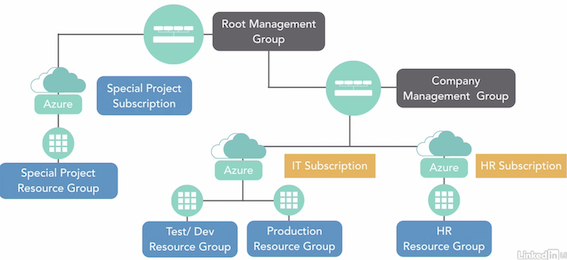 Root Management
Group
Special Project
Subscription
Azure
Company
Management Group
Special Project
Resource Group
IT Subscription
HR Subscription
Azure
Azure
Test/ Dev
Resource Group
Production
Resource Group
HR
Resource Group
LinkedIn